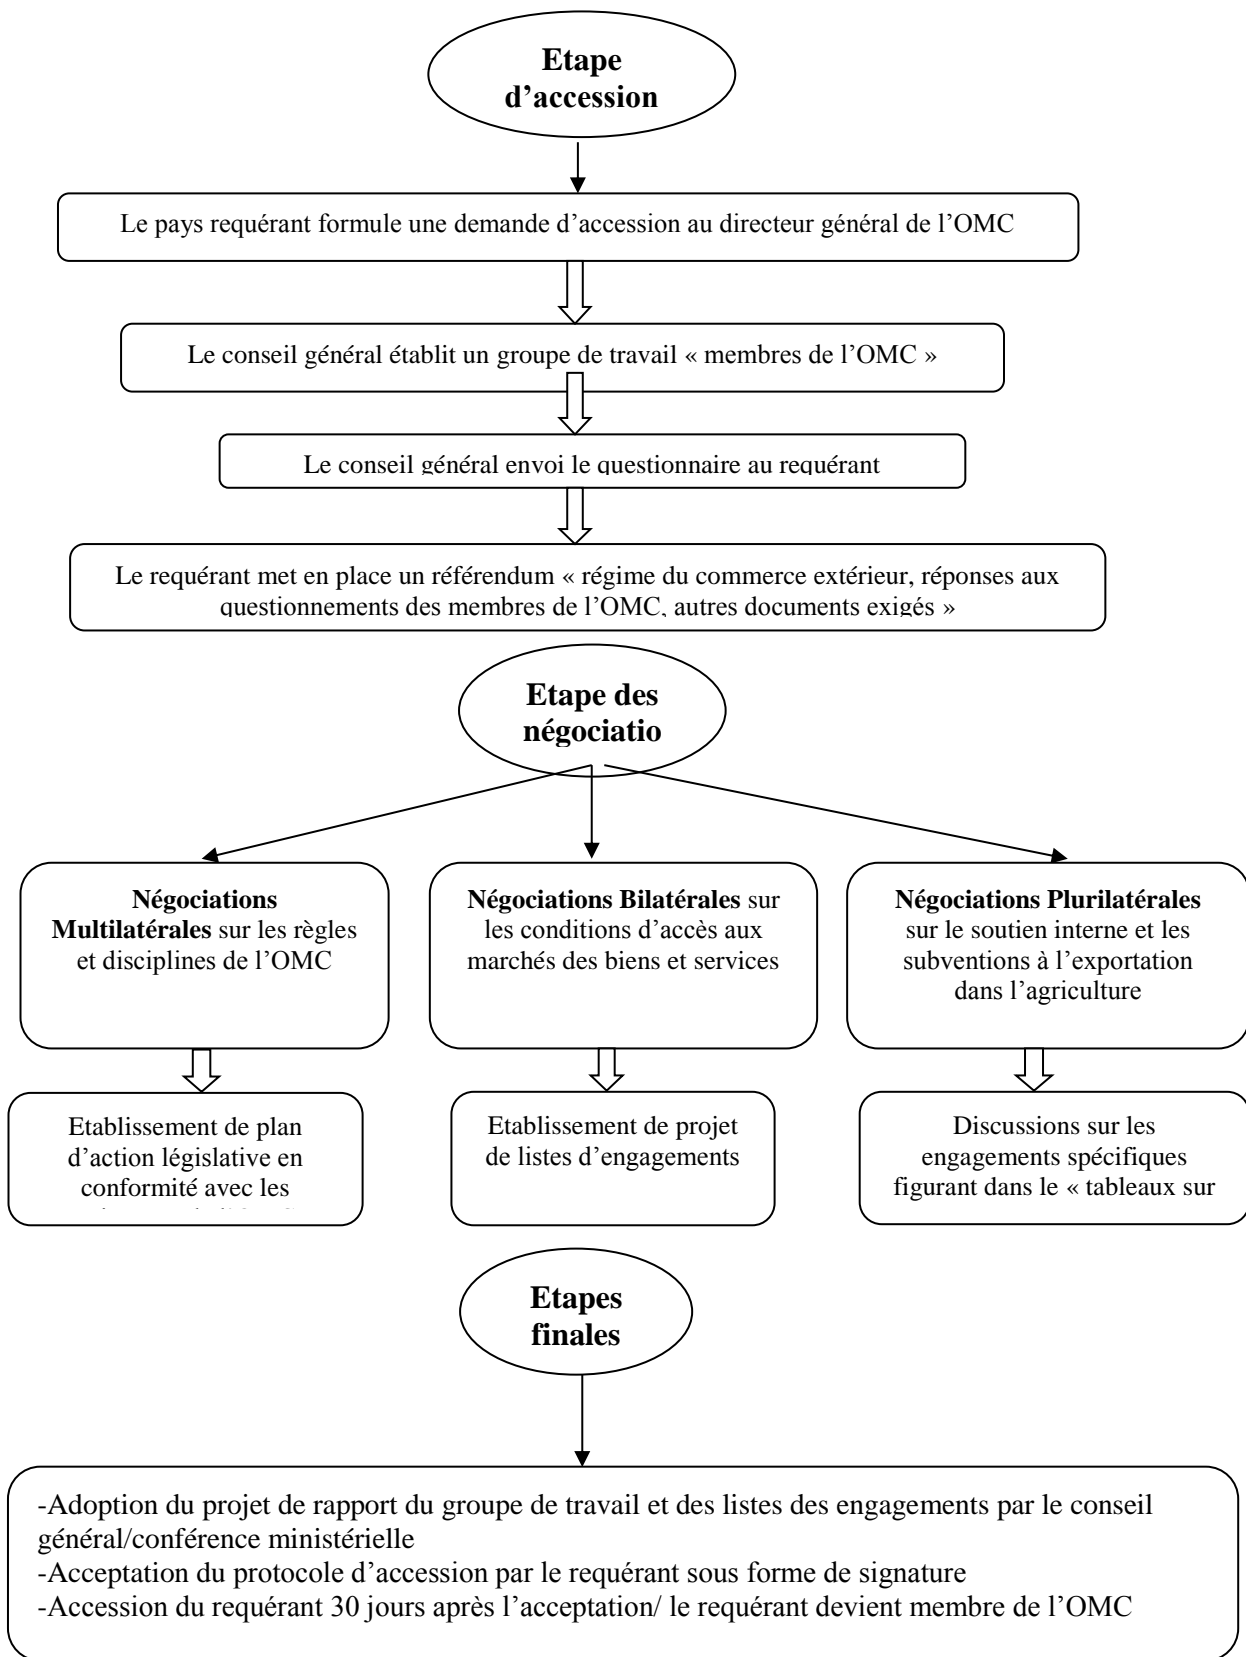 Etape
d'accession
Le pays requérant formule une demande d'accession au directeur général de l'OMC
Le conseil général établit un groupe de travail « membres de l'OMC »
Le conseil général envoi le questionnaire au requérant
Le requérant met en place un référendum « régime du commerce extérieur, réponses aux
questionnements des membres de l'OMC, autres documents exigés »
Etape des
négociatio
Négociations
Multilatérales sur les règles
et disciplines de l'OMC
Négociations Bilatérales sur
les conditions d'accès aux
marchés des biens et services
Négociations Plurilatérales
sur le soutien interne et les
subventions à l'exportation
dans l'agriculture
Etablissement de plan
d'action législative en
conformité avec les
Etablissement de projet
de listes d'engagements
Discussions sur les
engagements spécifiques
figurant dans le « tableaux sur
Etapes
finales
-Adoption du projet de rapport du groupe de travail et des listes des engagements par le conseil
général/conférence ministérielle
-Acceptation du protocole d'accession par le requérant sous forme de signature
-Accession du requérant 30 jours après l'acceptation/ le requérant devient membre de l'OMC